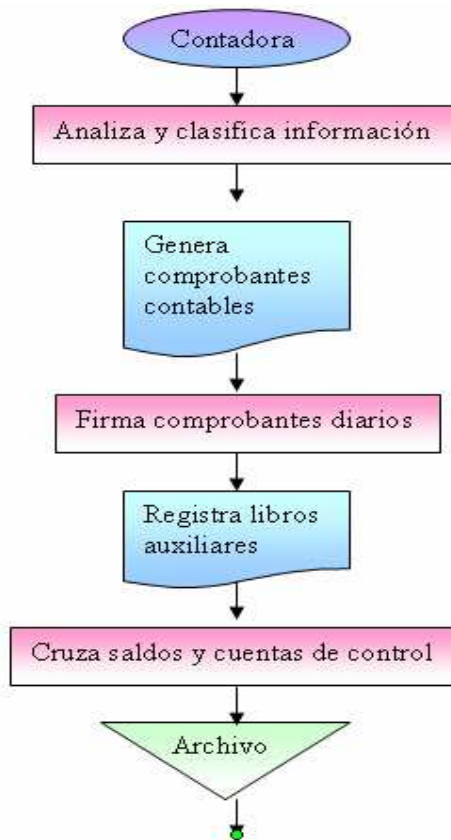 Contadora
Analiza y clasifica información
Genera
comprobantes
contables
Firma comprobantes diarios
Registra libros
auxiliares
Cruza saldos y cuentas de control
Archivo